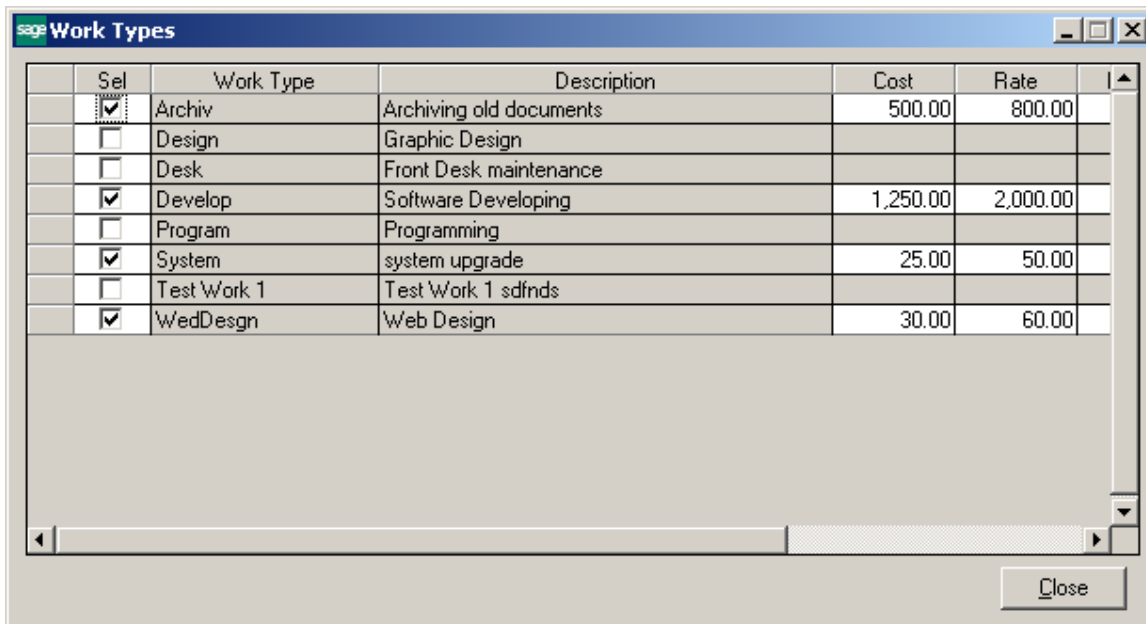 sage Work Types
Sel Work Type Description Cost Rate
Archiv Archiving old documents 500.00 800.00
Design Graphic Design
Desk Front Desk maintenance
Develop Software Developing 1,250.00 2,000.00
Program Programming
System system upgrade 25.00 50.00
Test Work 1 Test Work 1 sdfnds
WedDesgn Web Design 30.00 60.00
Close